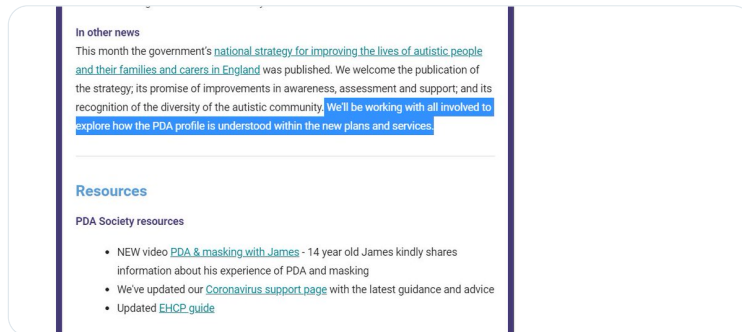 In other news
This month the government's national strategy for improving the lives of autistic people
and their families and carers in England was published. We welcome the publication of
the strategy; its promise of improvements in awareness, assessment and support; and its
recognition of the diversity of the autistic community. We'll be working with all involved to
explore how the PDA profile is understood within the new plans and services.
Resources
PDA Society resources
• NEW video PDA & masking with James - 14 year old James kindly shares
information about his experience of PDA and masking
• We've updated our Coronavirus support page with the latest guidance and advice
• Updated EHCP guide